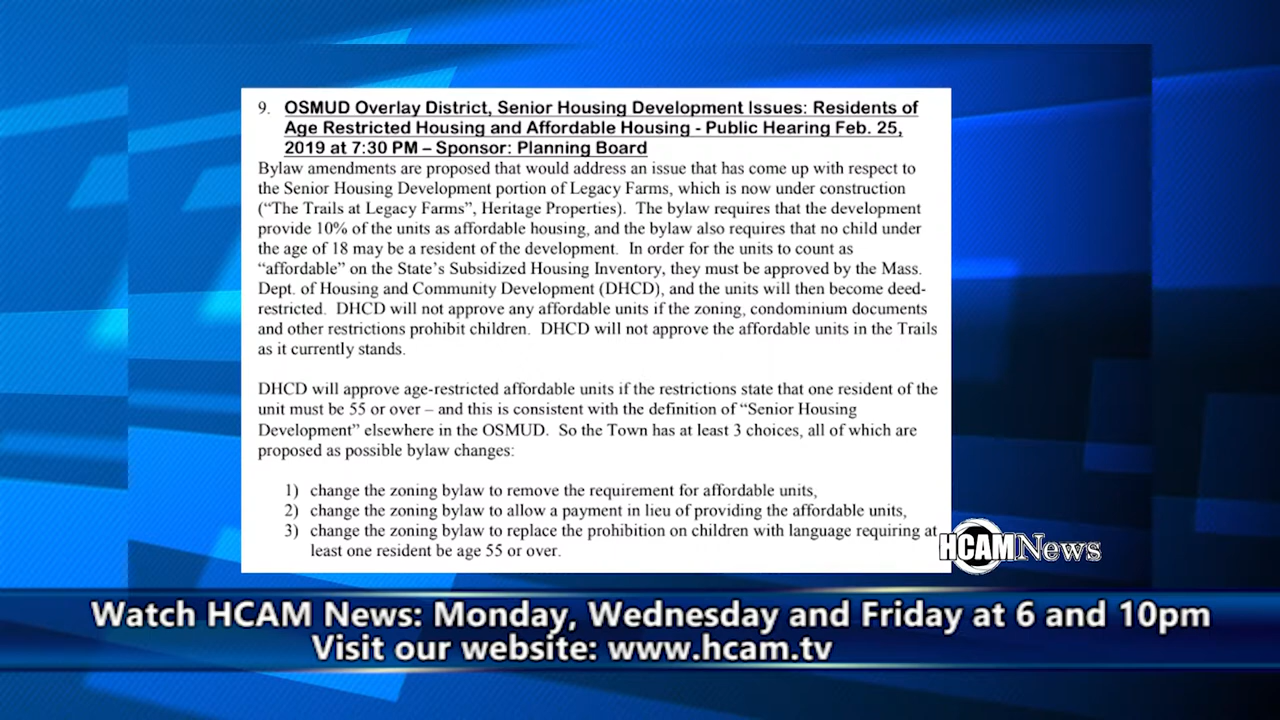 9. OSMUD Overlay District, Senior Housing Development Issues: Residents of
Age Restricted Housing and Affordable Housing - Public Hearing Feb. 25,
2019 at 7:30 PM – Sponsor: Planning Board
Bylaw amendments are proposed that would address an issue that has come up with respect to
the Senior Housing Development portion of Legacy Farms, which is now under construction
(“The Trails at Legacy Farms”, Heritage Properties). The bylaw requires that the development
provide 10% of the units as affordable housing, and the bylaw also requires that no child under
the age of 18 may be a resident of the development. In order for the units to count as
“affordable” on the State’s Subsidized Housing Inventory, they must be approved by the Mass.
Dept. of Housing and Community Development (DHCD), and the units will then become deed-
restricted. DHCD will not approve any affordable units if the zoning, condominium documents
and other restrictions prohibit children. DHCD will not approve the affordable units in the Trails
as it currently stands.
DHCD will approve age-restricted affordable units if the restrictions state that one resident of the
unit must be 55 or over – and this is consistent with the definition of “Senior Housing
Development” elsewhere in the OSMUD. So the Town has at least 3 choices, all of which are
proposed as possible bylaw changes:
1) change the zoning bylaw to remove the requirement for affordable units,
2) change the zoning bylaw to allow a payment in lieu of providing the affordable units,
3) change the zoning bylaw to replace the prohibition on children with language requiring at
least one resident be age 55 or over.
HCAM News
Watch HCAM News: Monday, Wednesday and Friday at 6 and 10pm
Visit our website: www.hcam.tv